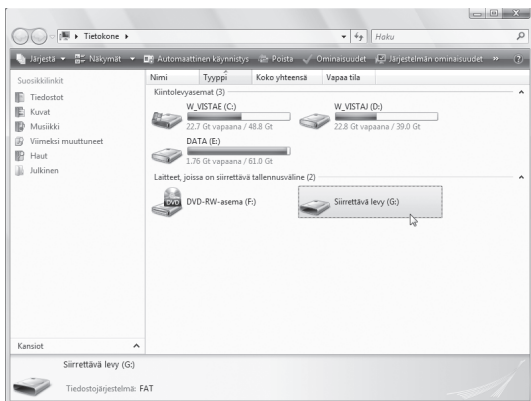 Tietokone
Haku
Järjestä Näkymät Automaattinen käynnistys Poista Ominaisuudet Järjestelmän ominaisuudet » ?
Suosikkilinkit
Tiedostot
Kuvat
Musiikki
Viimeksi muuttuneet
Haut
Julkinen
Kansiot
Nimi Tyyppi Koko yhteensä Vapaa tila
Kiintolevyasemat (3)
W_VISTAE (C:)
22.7 Gt vapaana / 48.8 Gt
W_VISTAJ (D:)
22.8 Gt vapaana / 39.0 Gt
DATA (E:)
1.76 Gt vapaana / 61.0 Gt
Laitteet, joissa on siirrettävä tallennusväline (2)
DVD
DVD-RW-asema (F:)
Siirrettävä levy (G:)
Siirrettävä levy (G:)
Tiedostojärjestelmä: FAT